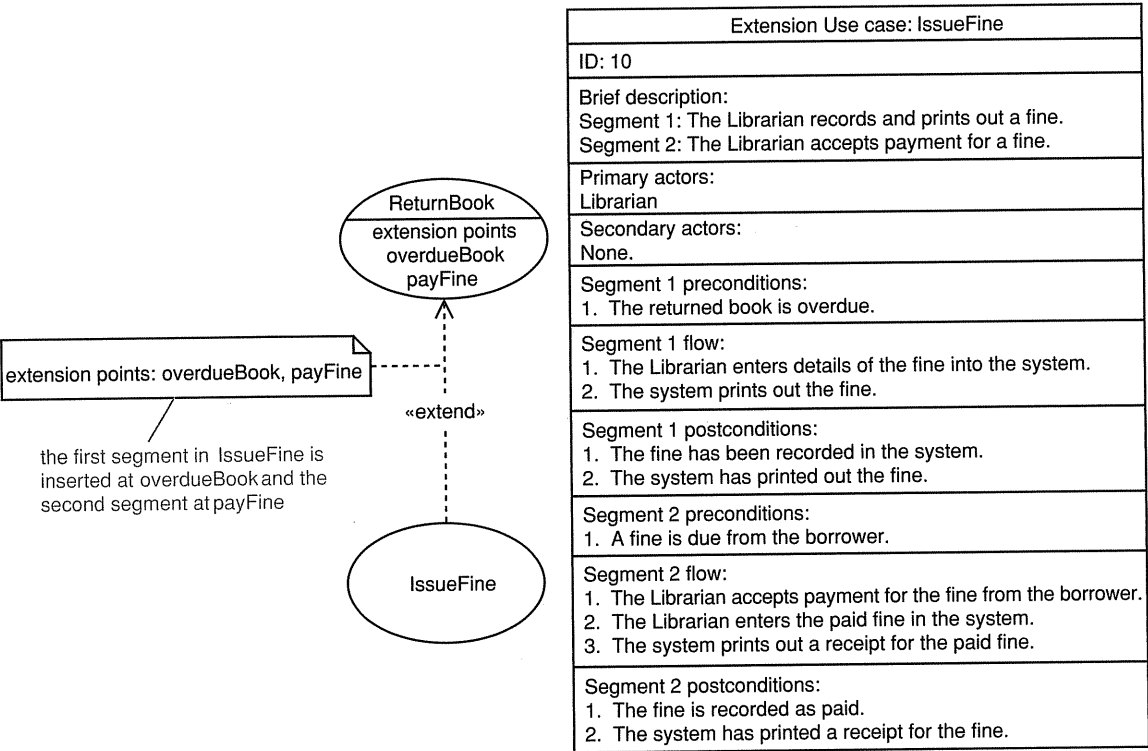 ReturnBook
extension points
overdueBook
payFine
extension points: overdueBook, payFine
«extend»
the first segment in IssueFine is
inserted at overdueBook and the
second segment at payFine
IssueFine
Extension Use case: IssueFine
ID: 10
Brief description:
Segment 1: The Librarian records and prints out a fine.
Segment 2: The Librarian accepts payment for a fine.
Primary actors:
Librarian
Secondary actors:
None.
Segment 1 preconditions:
1. The returned book is overdue.
Segment 1 flow:
1. The Librarian enters details of the fine into the system.
2. The system prints out the fine.
Segment 1 postconditions:
1. The fine has been recorded in the system.
2. The system has printed out the fine.
Segment 2 preconditions:
1. A fine is due from the borrower.
Segment 2 flow:
1. The Librarian accepts payment for the fine from the borrower.
2. The Librarian enters the paid fine in the system.
3. The system prints out a receipt for the paid fine.
Segment 2 postconditions:
1. The fine is recorded as paid.
2. The system has printed a receipt for the fine.